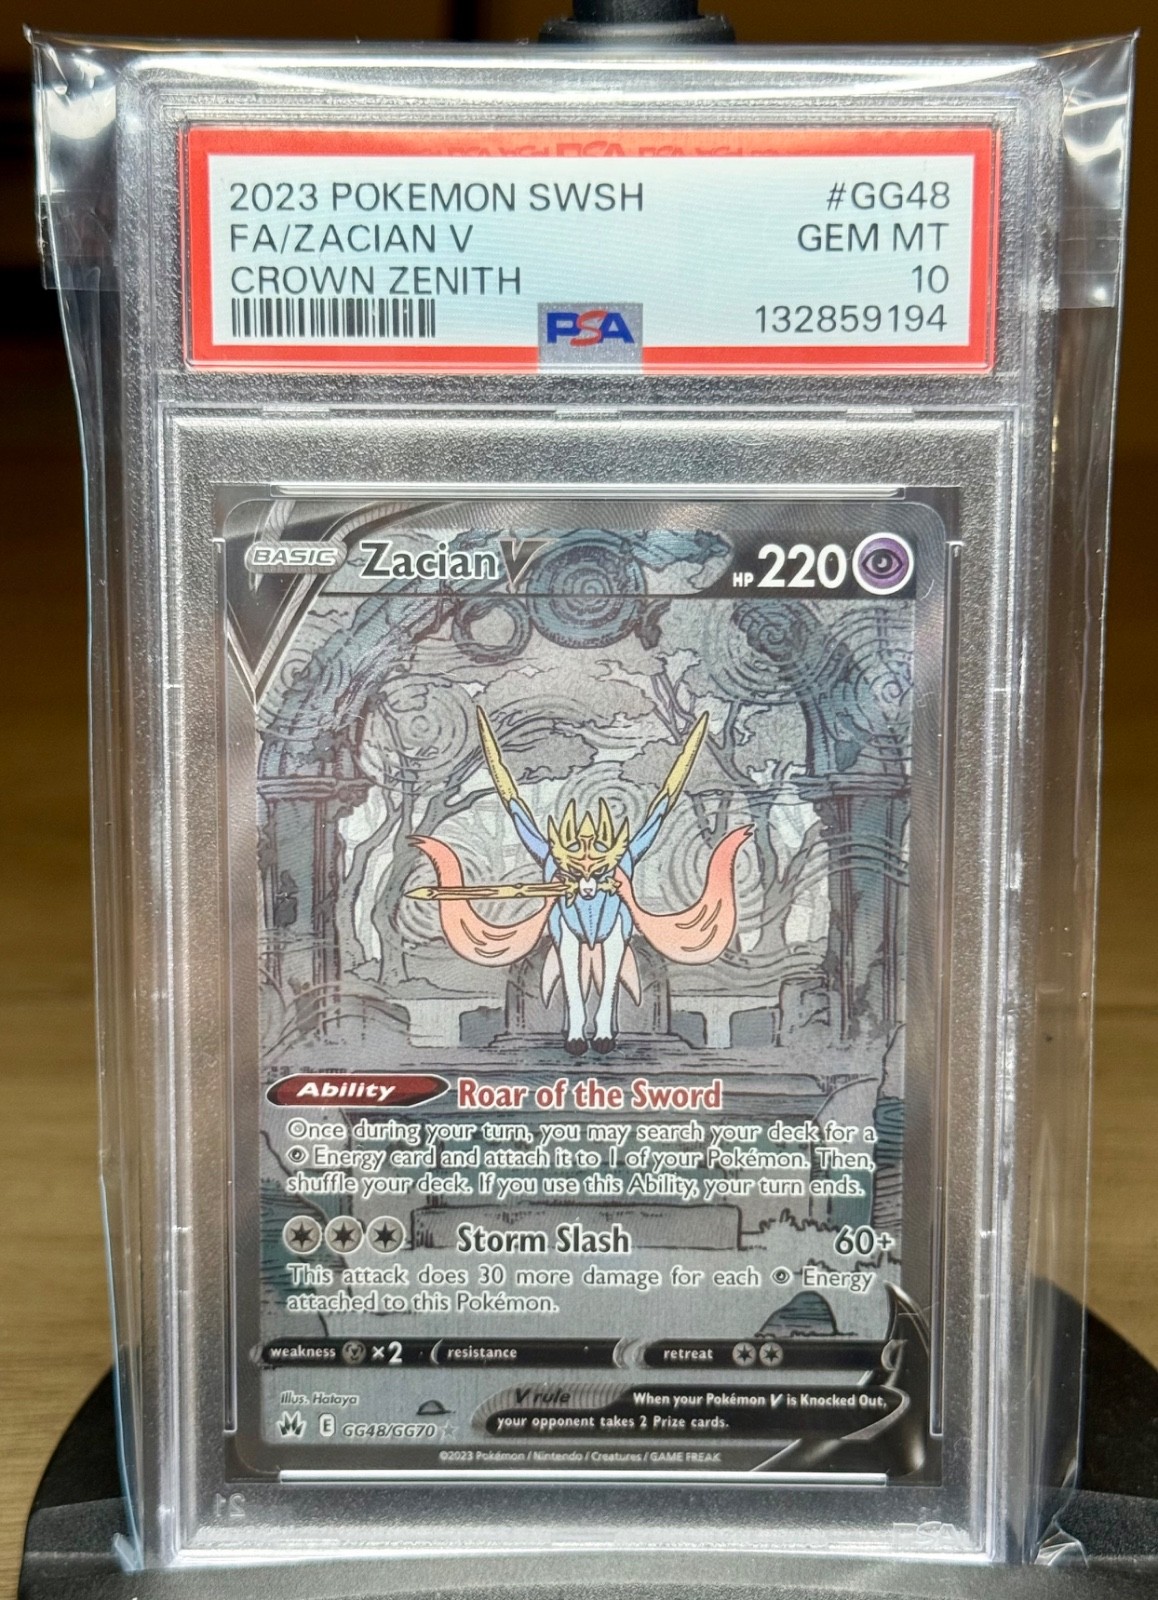 2023 POKEMON SWSH #GG48
FA/ZACIAN V GEM MT
CROWN ZENITH 10
PSA 132859194
BASIC Zacian V HP 220
Ability Roar of the Sword
Once during your turn, you may search your deck for a
Energy card and attach it to 1 of your Pokémon. Then,
shuffle your deck. If you use this Ability, your turn ends.
Storm Slash 60+
This attack does 30 more damage for each Energy
attached to this Pokémon.
weakness ×2 resistance retreat
Illus. Hataya
V rule When your Pokémon V is Knocked Out,
your opponent takes 2 Prize cards.
E GG48/GG70
©2023 Pokémon / Nintendo / Creatures / GAME FREAK
21
PSA